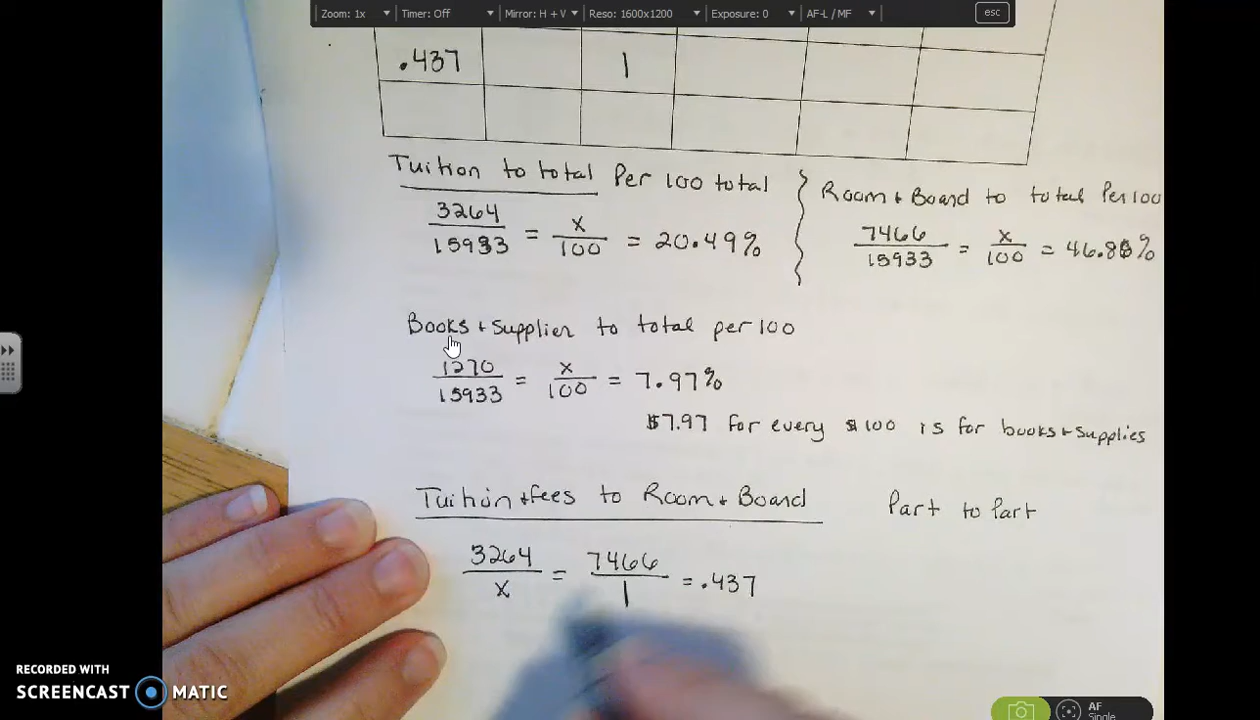 Zoom: 1x Timer: Off Mirror: H + V Reso: 1600x1200 Exposure: 0 AF-L / MF esc
.437 1
Tuition to total Per 100 total
3264/15933 = x/100 = 20.49%
Room + Board to total Per 100
7466/15933 = x/100 = 46.86%
Books + Supplier to total per 100
1270/15933 = x/100 = 7.97%
$7.97 for every $100 is for books + supplies
Tuition + fees to Room + Board Part to Part
3264/x = 7466/1 = .437
RECORDED WITH
SCREENCAST MATIC
AF
Single